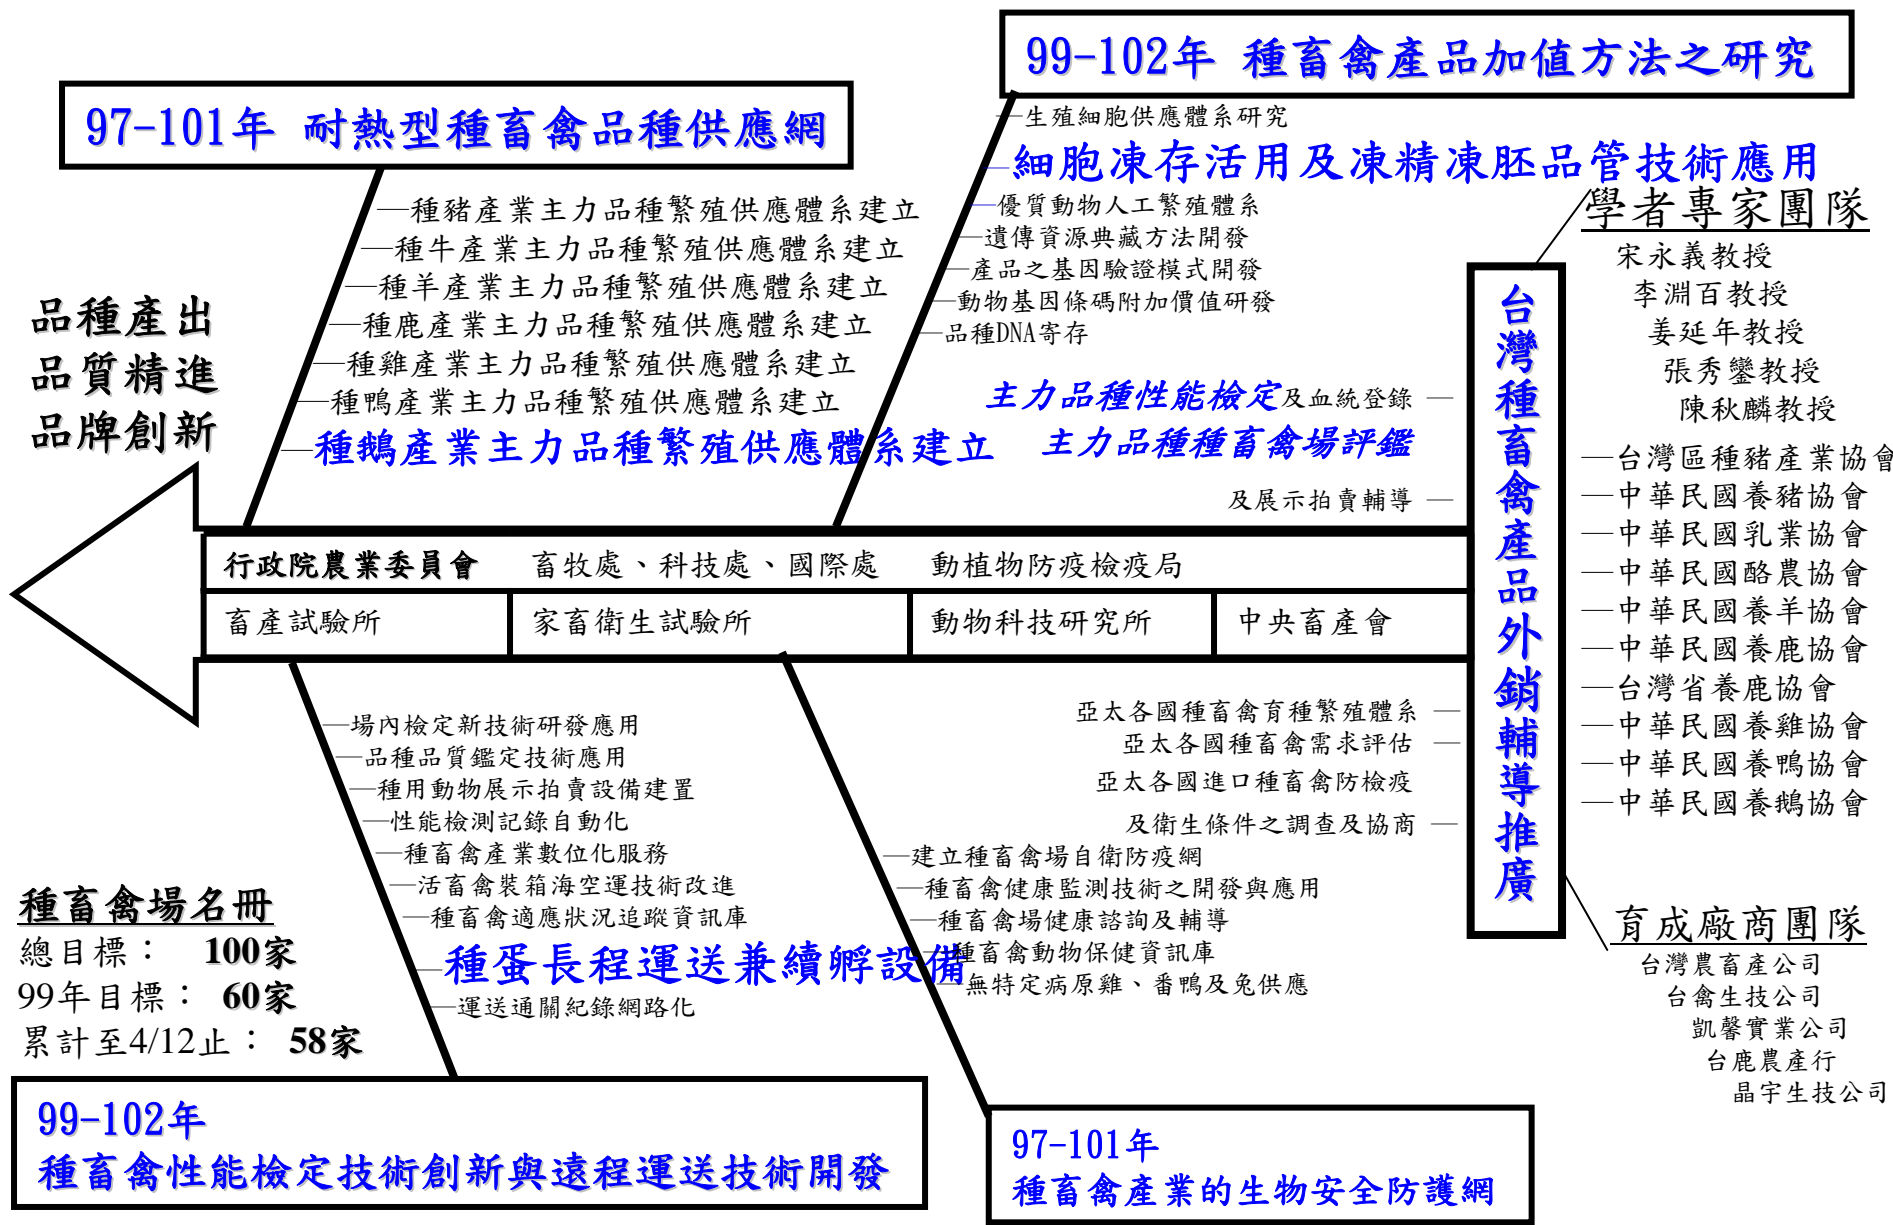 99-102年 種畜禽產品加值方法之研究
97-101年 耐熱型種畜禽品種供應網
生殖細胞供應體系研究
細胞凍存活用及凍精凍胚品管技術應用
優質動物人工繁殖體系
遺傳資源典藏方法開發
產品之基因驗證模式開發
動物基因條碼附加價值研發
品種DNA寄存
種豬產業主力品種繁殖供應體系建立
種牛產業主力品種繁殖供應體系建立
種羊產業主力品種繁殖供應體系建立
種鹿產業主力品種繁殖供應體系建立
種雞產業主力品種繁殖供應體系建立
種鴨產業主力品種繁殖供應體系建立
種鵝產業主力品種繁殖供應體系建立
品種產出
品質精進
品牌創新
主力品種性能檢定及血統登錄
主力品種種畜禽場評鑑
及展示拍賣輔導
學者專家團隊
宋永義教授
李淵百教授
姜延年教授
張秀鑾教授
陳秋麟教授
台灣區種豬產業協會
中華民國養豬協會
中華民國乳業協會
中華民國酪農協會
中華民國養羊協會
中華民國養鹿協會
台灣省養鹿協會
中華民國養雞協會
中華民國養鴨協會
中華民國養鵝協會
台灣種畜禽產品外銷輔導推廣
行政院農業委員會 畜牧處、科技處、國際處 動植物防疫檢疫局
畜產試驗所 家畜衛生試驗所 動物科技研究所 中央畜產會
場內檢定新技術研發應用
品種品質鑑定技術應用
種用動物展示拍賣設備建置
性能檢測記錄自動化
種畜禽產業數位化服務
活畜禽裝箱海空運技術改進
種畜禽適應狀況追蹤資訊庫
種蛋長程運送兼續孵設備
運送通關紀錄網路化
亞太各國種畜禽育種繁殖體系
亞太各國種畜禽需求評估
亞太各國進口種畜禽防檢疫
及衛生條件之調查及協商
建立種畜禽場自衛防疫網
種畜禽健康監測技術之開發與應用
種畜禽場健康諮詢及輔導
種畜禽動物保健資訊庫
無特定病原雞、番鴨及兔供應
種畜禽場名冊
總目標： 100家
99年目標： 60家
累計至4/12止： 58家
育成廠商團隊
台灣農畜產公司
台禽生技公司
凱馨實業公司
台鹿農產行
晶宇生技公司
99-102年
種畜禽性能檢定技術創新與遠程運送技術開發
97-101年
種畜禽產業的生物安全防護網